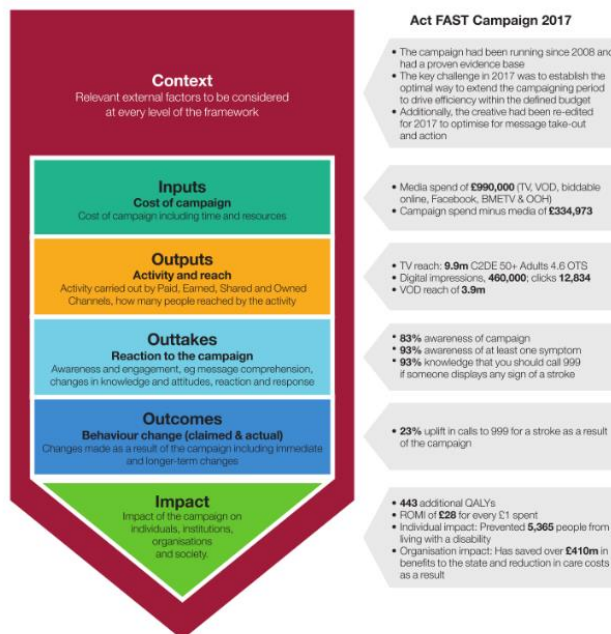 Act FAST Campaign 2017
Context
Relevant external factors to be considered
at every level of the framework
• The campaign had been running since 2008 and
had a proven evidence base
• The key challenge in 2017 was to establish the
optimal way to extend the campaigning period
to drive efficiency within the defined budget
• Additionally, the creative had been re-edited
for 2017 to optimise for message take-out
and action
Inputs
Cost of campaign
Cost of campaign including time and resources
• Media spend of £990,000 (TV, VOD, biddable
online, Facebook, BMETV & OOH)
• Campaign spend minus media of £334,973
Outputs
Activity and reach
Activity carried out by Paid, Earned, Shared and Owned
Channels, how many people reached by the activity
• TV reach: 9.9m C2DE 50+ Adults 4.6 OTS
• Digital impressions, 460,000; clicks 12,834
• VOD reach of 3.9m
Outtakes
Reaction to the campaign
Awareness and engagement, eg message comprehension,
changes in knowledge and attitudes, reaction and response
• 83% awareness of campaign
• 93% awareness of at least one symptom
• 93% knowledge that you should call 999
if someone displays any sign of a stroke
Outcomes
Behaviour change (claimed & actual)
Changes made as a result of the campaign including immediate
and longer-term changes
• 23% uplift in calls to 999 for a stroke as a result
of the campaign
Impact
Impact of the campaign on
individuals, institutions,
organisations
and society.
• 443 additional QALYs
• ROMI of £28 for every £1 spent
• Individual impact: Prevented 5,365 people from
living with a disability
• Organisation impact: Has saved over £410m in
benefits to the state and reduction in care costs
as a result